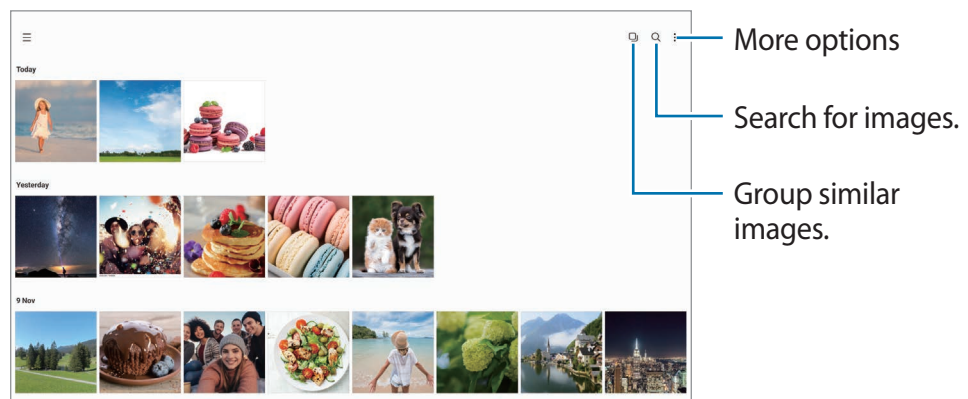 More options
Today
Search for images.
Yesterday
Group similar
images.
9 Nov